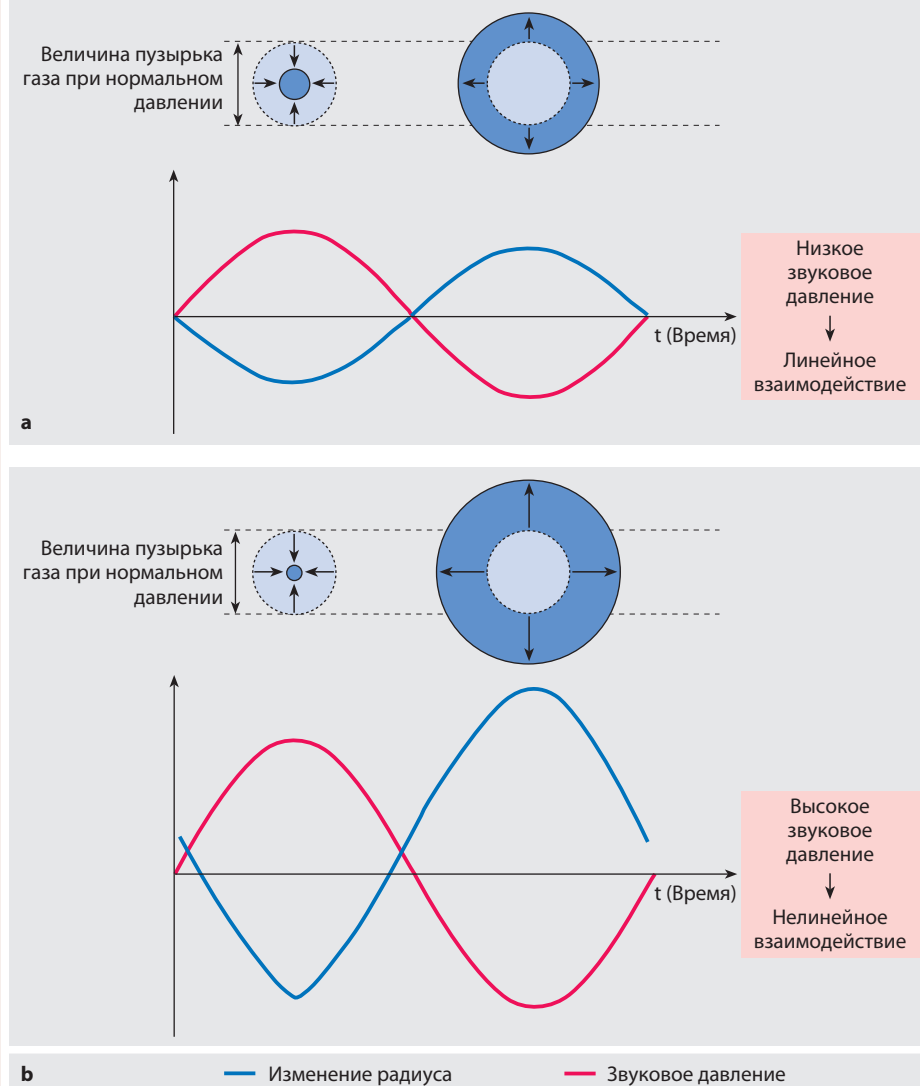 Величина пузырька
газа при нормальном
давлении
t (Время)
Низкое
звуковое
давление
Линейное
взаимодействие
a
Величина пузырька
газа при нормальном
давлении
t (Время)
Высокое
звуковое
давление
Нелинейное
взаимодействие
b
Изменение радиуса
Звуковое давление